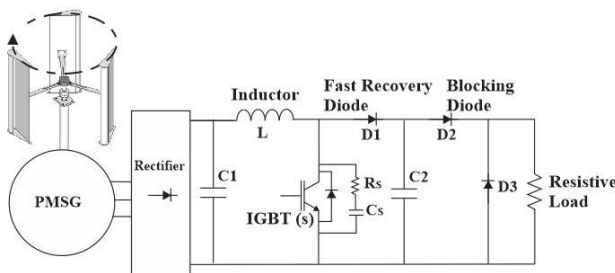 PMSG
Rectifier
C1
Inductor
L
IGBT (s)
Rs
Cs
Fast Recovery
Diode
D1
C2
Blocking
Diode
D2
D3
Resistive
Load